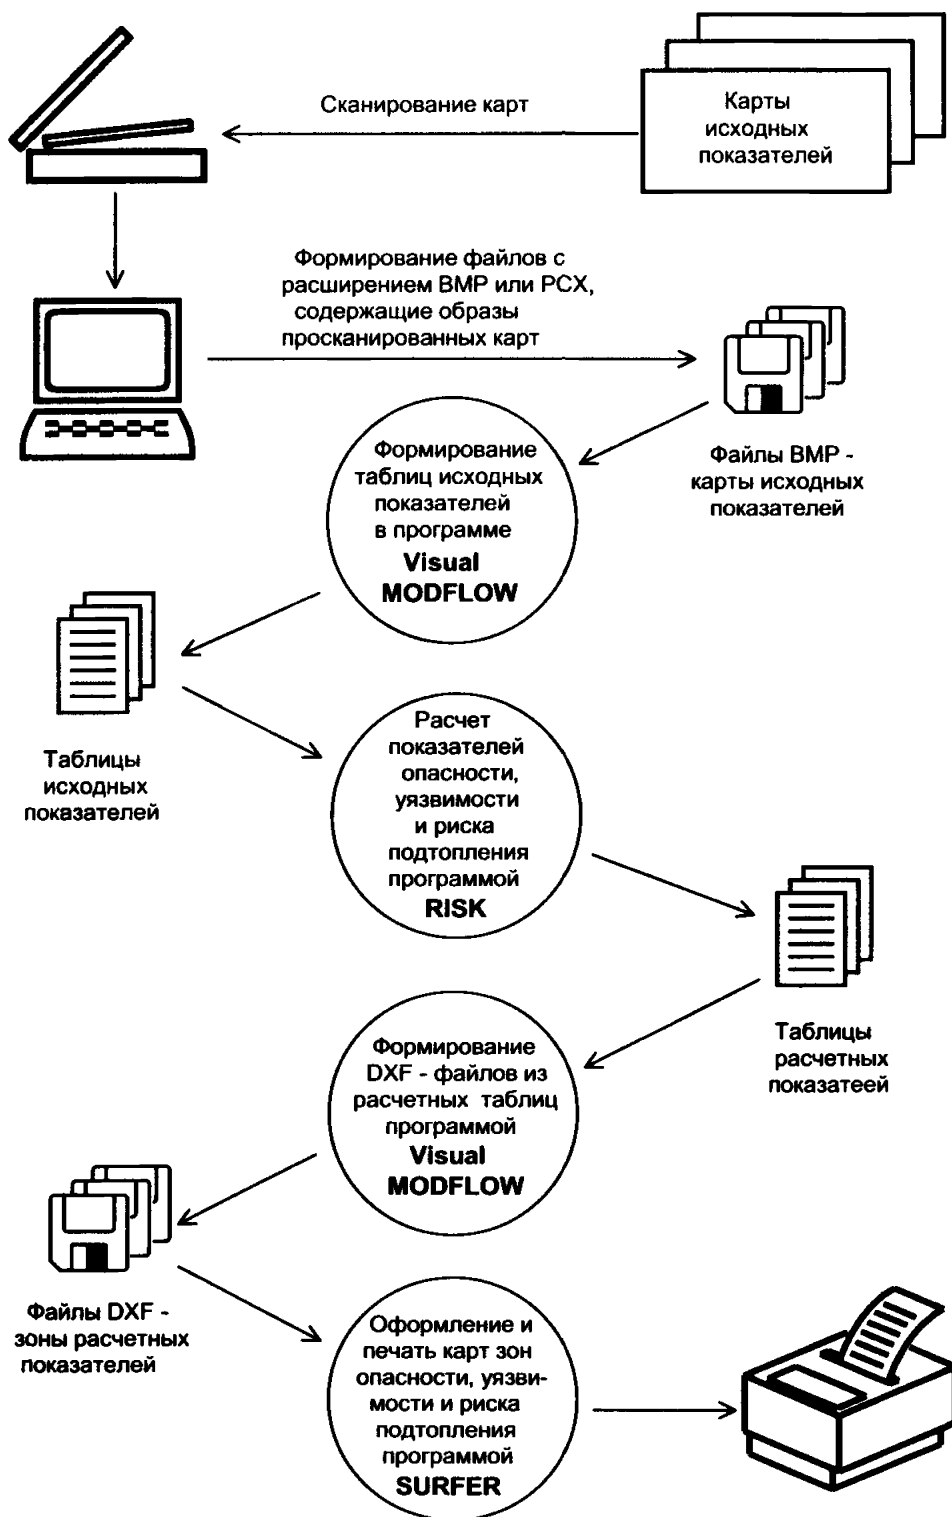 Сканирование карт
Карты
исходных
показателей
Формирование файлов с
расширением BMP или PCX,
содержащие образы
просканированных карт
Файлы BMP -
карты исходных
показателей
Формирование
таблиц исходных
показателей
в программе
Visual
MODFLOW
Таблицы
исходных
показателей
Расчет
показателей
опасности,
уязвимости
и риска
подтопления
программой
RISK
Таблицы
расчетных
показатеей
Формирование
DXF - файлов из
расчетных таблиц
программой
Visual
MODFLOW
Файлы DXF -
зоны расчетных
показателей
Оформление и
печать карт зон
опасности, уязви-
мости и риска
подтопления
программой
SURFER